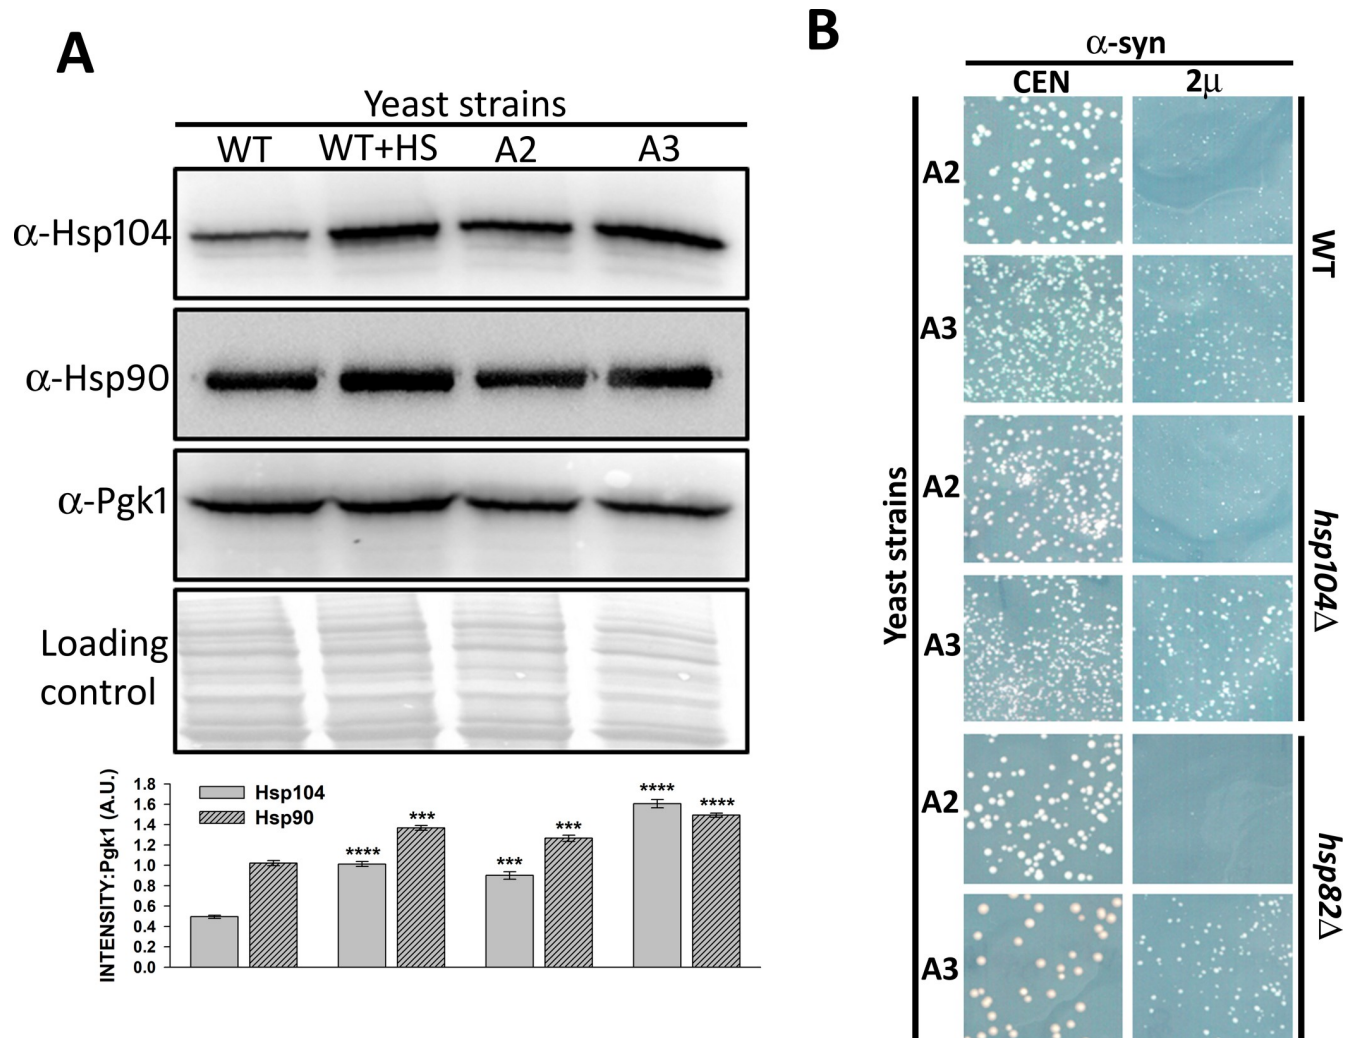 A
Yeast strains
WT WT+HS A2 A3
α-Hsp104
α-Hsp90
α-Pgk1
Loading
control
INTENSITY:Pgk1 (A.U.)
1.8
1.6
1.4
1.2
1.0
0.8
0.6
0.4
0.2
0.0
Hsp104
Hsp90
**** *** *** *** **** ****
B
α-syn
CEN 2µ
Yeast strains
A2
A3
WT
A2
A3
hsp104Δ
A2
A3
hsp82Δ